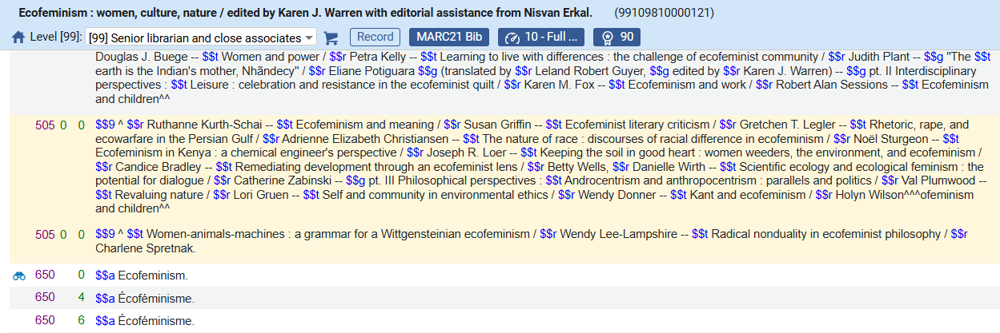 Ecofeminism : women, culture, nature / edited by Karen J. Warren with editorial assistance from Nisvan Erkal. (99109810000121)
Level [99]: [99] Senior librarian and close associates Record MARC21 Bib 10 - Full ... 90
Douglas J. Buege -- $$t Women and power / $$r Petra Kelly -- $$t Learning to live with differences : the challenge of ecofeminist community / $$r Judith Plant -- $$g "The $$t
earth is the Indian's mother, Nhãndecy" / $$r Eliane Potiguara $$g (translated by $$r Leland Robert Guyer, $$g edited by $$r Karen J. Warren) -- $$g pt. II Interdisciplinary
perspectives : $$t Leisure : celebration and resistance in the ecofeminist quilt / $$r Karen M. Fox -- $$t Ecofeminism and work / $$r Robert Alan Sessions -- $$t Ecofeminism
and children^^
505 0 0 $$9 ^ $$r Ruthanne Kurth-Schai -- $$t Ecofeminism and meaning / $$r Susan Griffin -- $$t Ecofeminist literary criticism / $$r Gretchen T. Legler -- $$t Rhetoric, rape, and
ecowarfare in the Persian Gulf / $$r Adrienne Elizabeth Christiansen -- $$t The nature of race : discourses of racial difference in ecofeminism / $$r Noël Sturgeon -- $$t
Ecofeminism in Kenya : a chemical engineer's perspective / $$r Joseph R. Loer -- $$t Keeping the soil in good heart : women weeders, the environment, and ecofeminism /
$$r Candice Bradley -- $$t Remediating development through an ecofeminist lens / $$r Betty Wells, $$r Danielle Wirth -- $$t Scientific ecology and ecological feminism : the
potential for dialogue / $$r Catherine Zabinski -- $$g pt. III Philosophical perspectives : $$t Androcentrism and anthropocentrism : parallels and politics / $$r Val Plumwood --
$$t Revaluing nature / $$r Lori Gruen -- $$t Self and community in environmental ethics / $$r Wendy Donner -- $$t Kant and ecofeminism / $$r Holyn Wilson^^^ofeminism
and children^^
505 0 0 $$9 ^ $$t Women-animals-machines : a grammar for a Wittgensteinian ecofeminism / $$r Wendy Lee-Lampshire -- $$t Radical nonduality in ecofeminist philosophy / $$r
Charlene Spretnak.
650 0 $$a Ecofeminism.
650 4 $$a Écoféminisme.
650 6 $$a Écoféminisme.